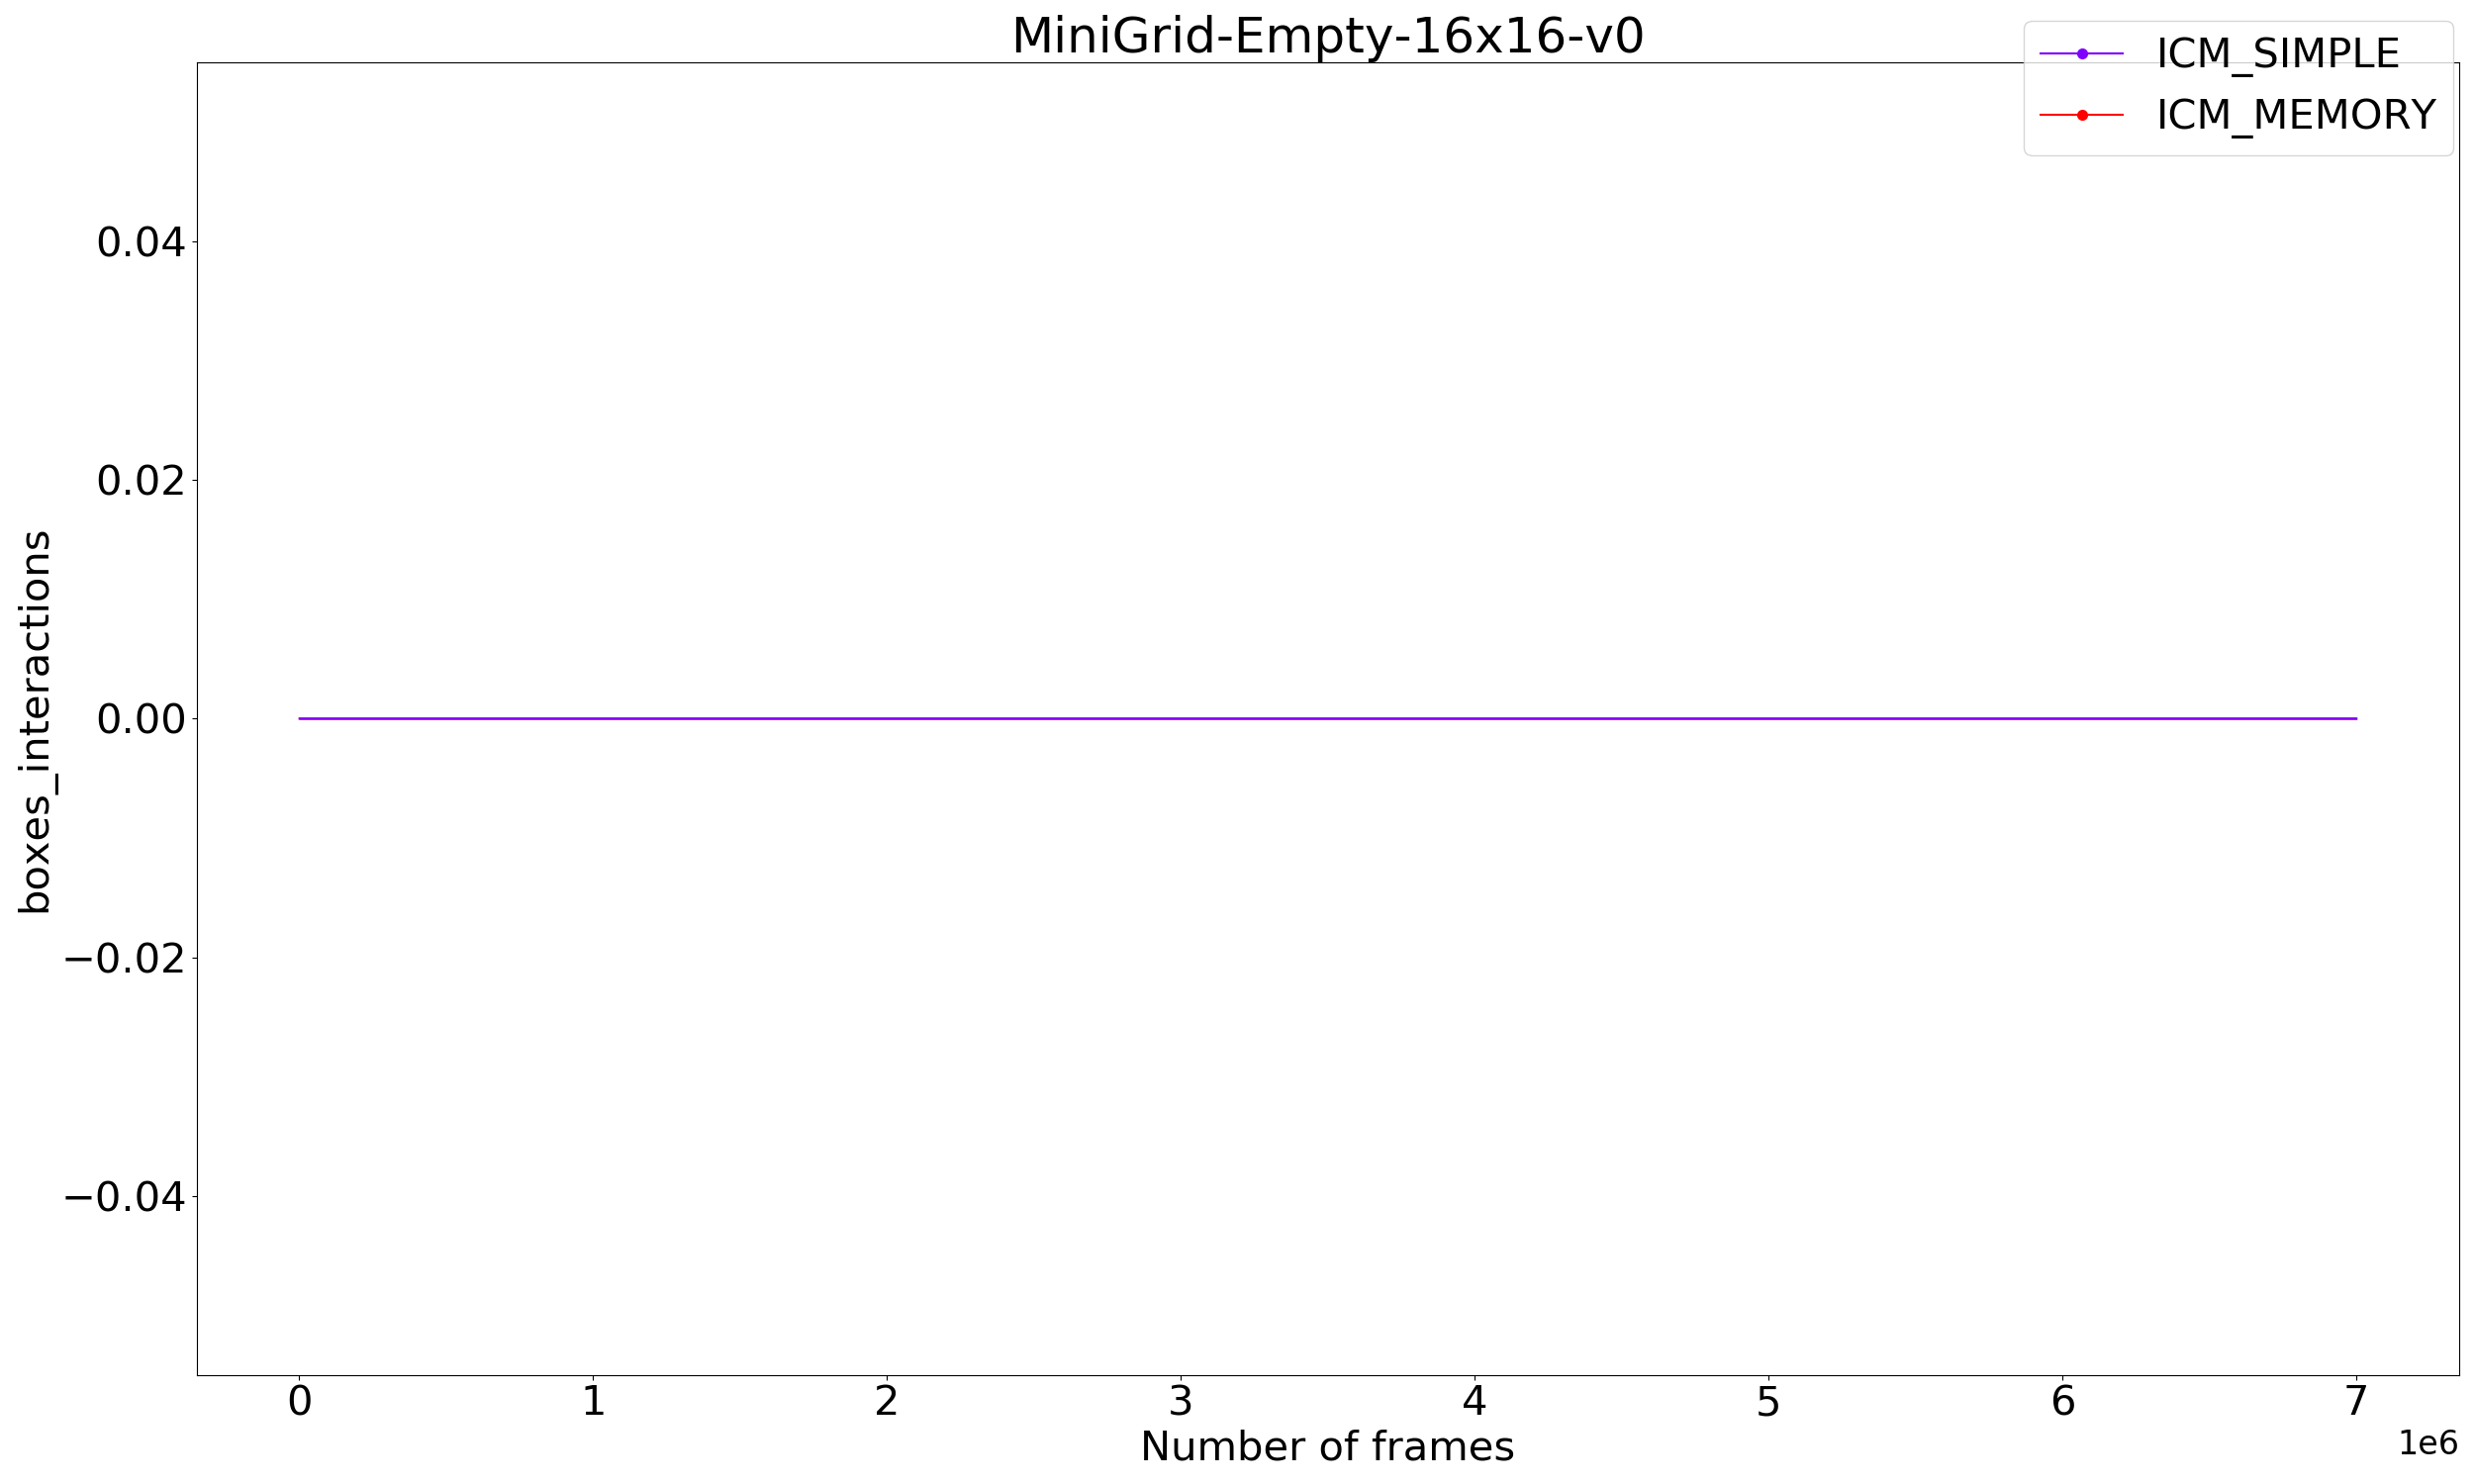 MiniGrid-Empty-16x16-v0
ICM_SIMPLE
ICM_MEMORY
boxes_interactions
0.04
0.02
0.00
−0.02
−0.04
0 1 2 3 4 5 6 7
1e6
Number of frames